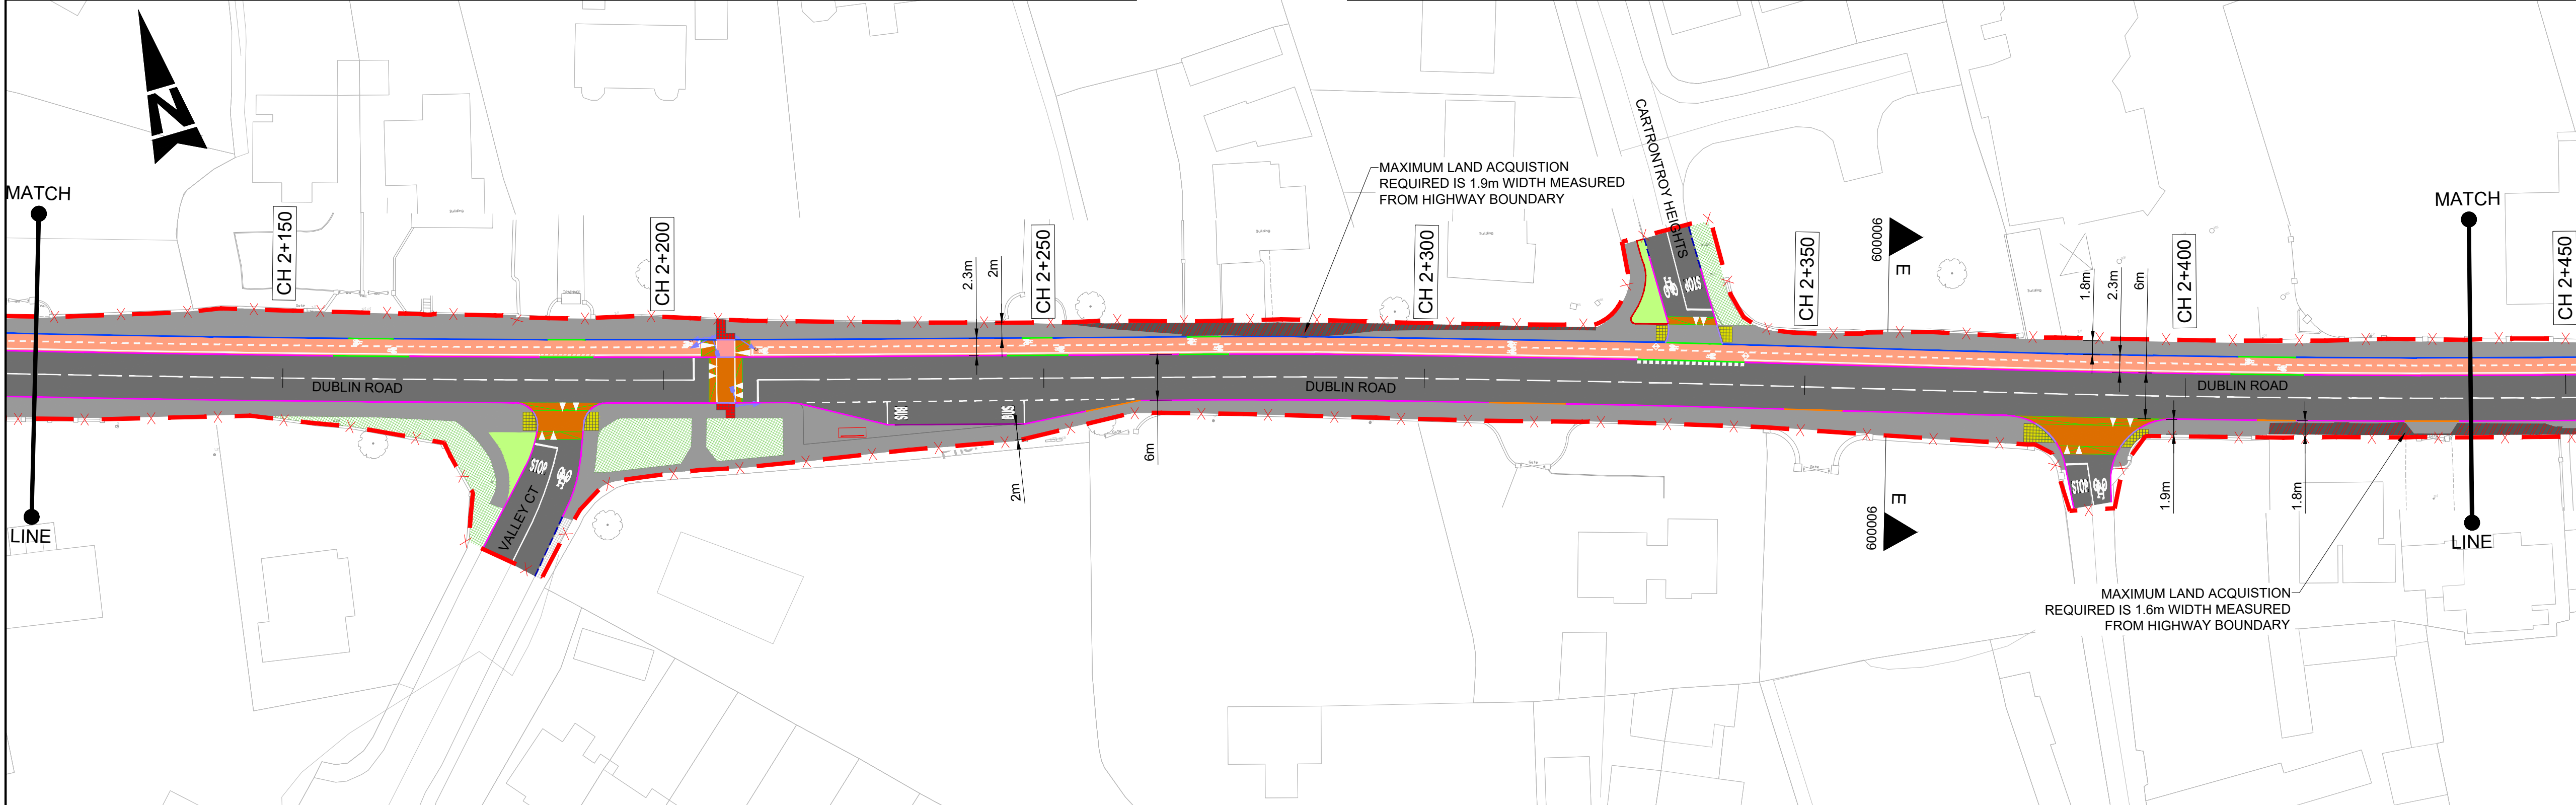 N
MATCH
LINE
CH 2+150
CH 2+200
CH 2+250
CH 2+300
CH 2+350
CH 2+400
CH 2+450
MAXIMUM LAND ACQUISTION
REQUIRED IS 1.9m WIDTH MEASURED
FROM HIGHWAY BOUNDARY
CARTRONTROY HEIGHTS
STOP
600006
E
MATCH
LINE
2.3m
2m
1.8m
2.3m
6m
Building
Building
Building
Building
DUBLIN ROAD
DUBLIN ROAD
DUBLIN ROAD
BUS
BUS
STOP
VALLEY CT
2m
6m
STOP
1.9m
1.8m
600006
E
MAXIMUM LAND ACQUISTION
REQUIRED IS 1.6m WIDTH MEASURED
FROM HIGHWAY BOUNDARY